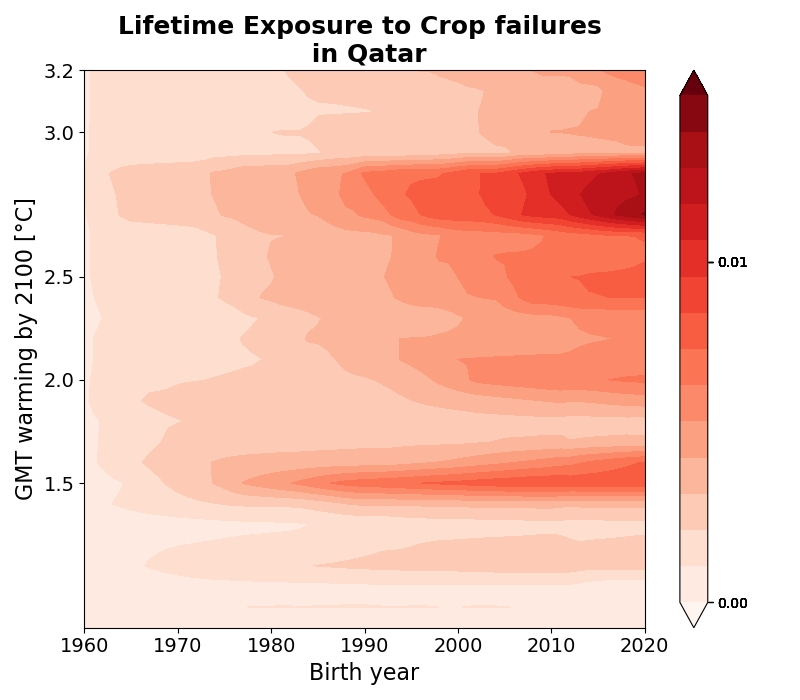 Lifetime Exposure to Crop failures
in Qatar
3.2
3.0
2.5
2.0
1.5
GMT warming by 2100 [°C]
1960 1970 1980 1990 2000 2010 2020
Birth year
0.01
0.00